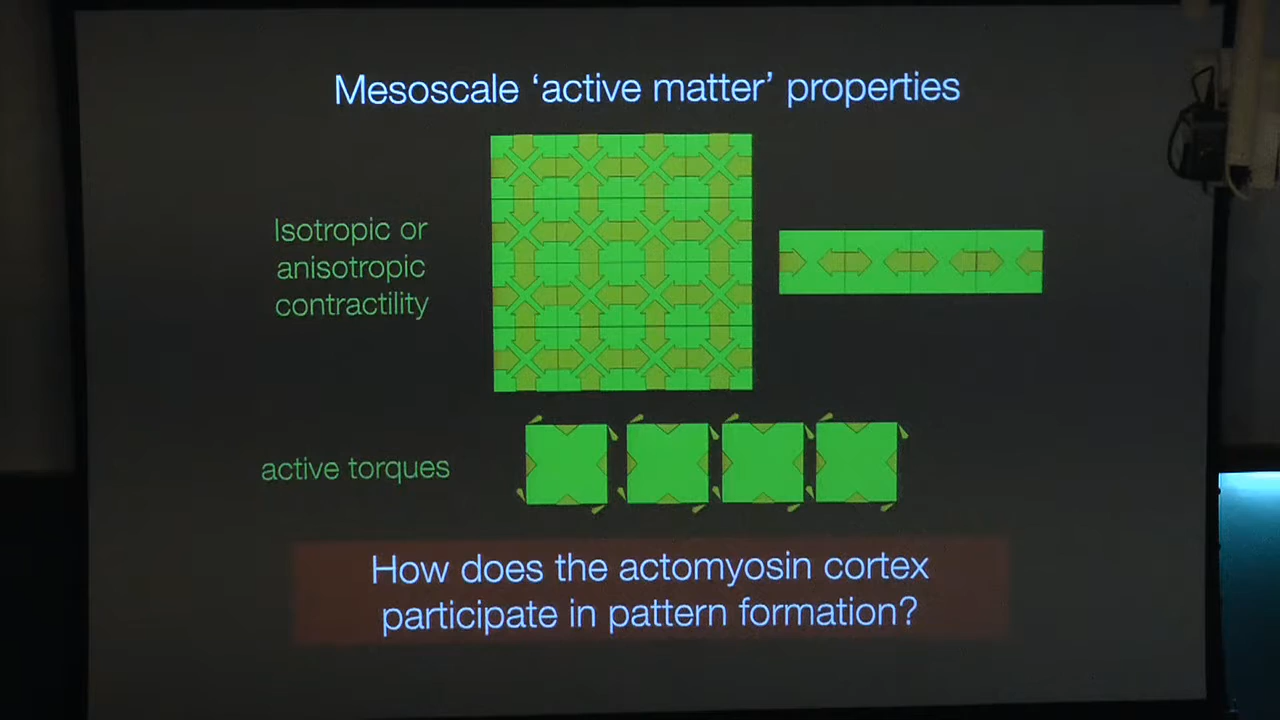 Mesoscale ‘active matter’ properties
Isotropic or
anisotropic
contractility
active torques
How does the actomyosin cortex
participate in pattern formation?